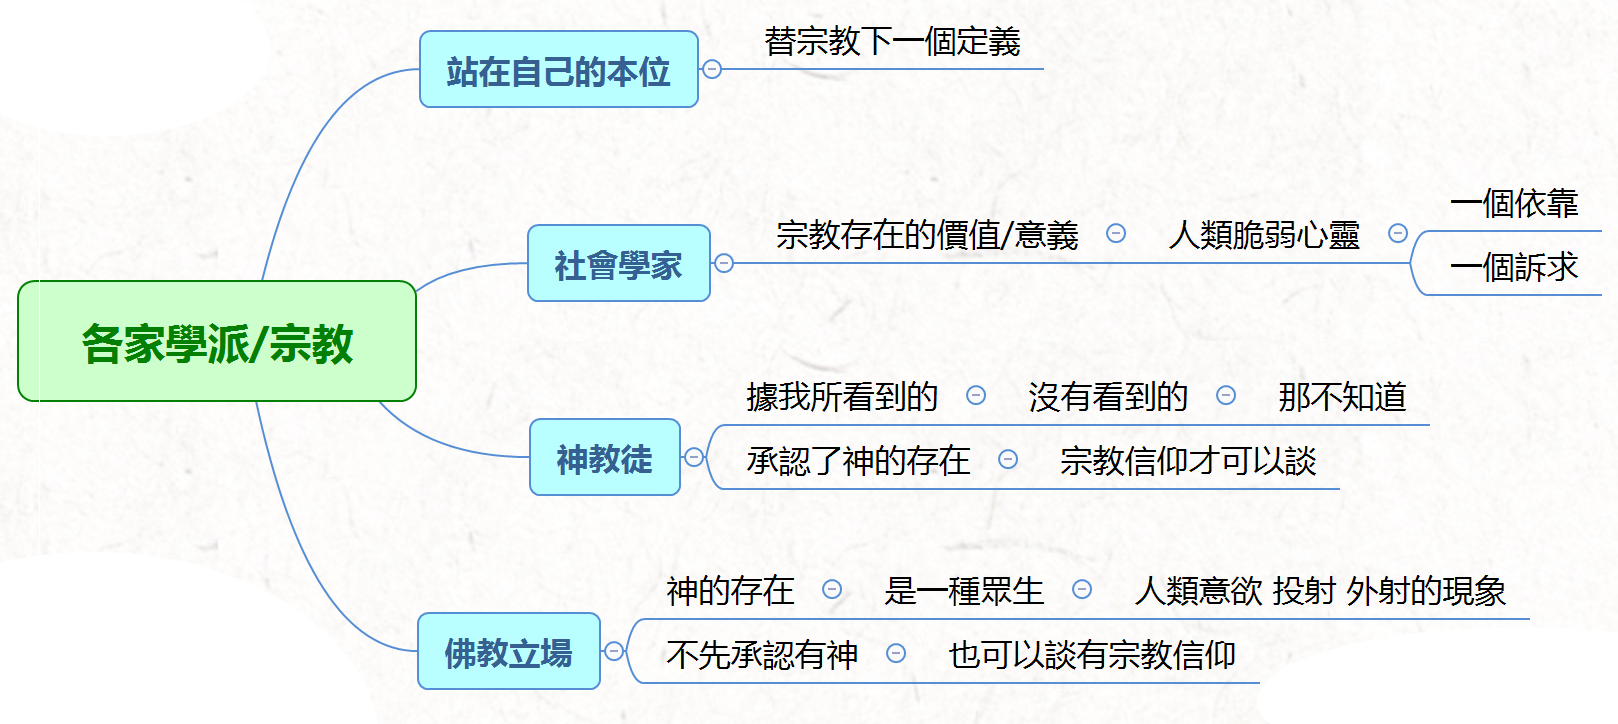 各家學派/宗教
站在自己的本位
替宗教下一個定義
社會學家
宗教存在的價值/意義
人類脆弱心靈
一個依靠
一個訴求
神教徒
據我所看到的
沒有看到的
那不知道
承認了神的存在
宗教信仰才可以談
佛教立場
神的存在
是一種眾生
人類意欲 投射 外射的現象
不先承認有神
也可以談有宗教信仰